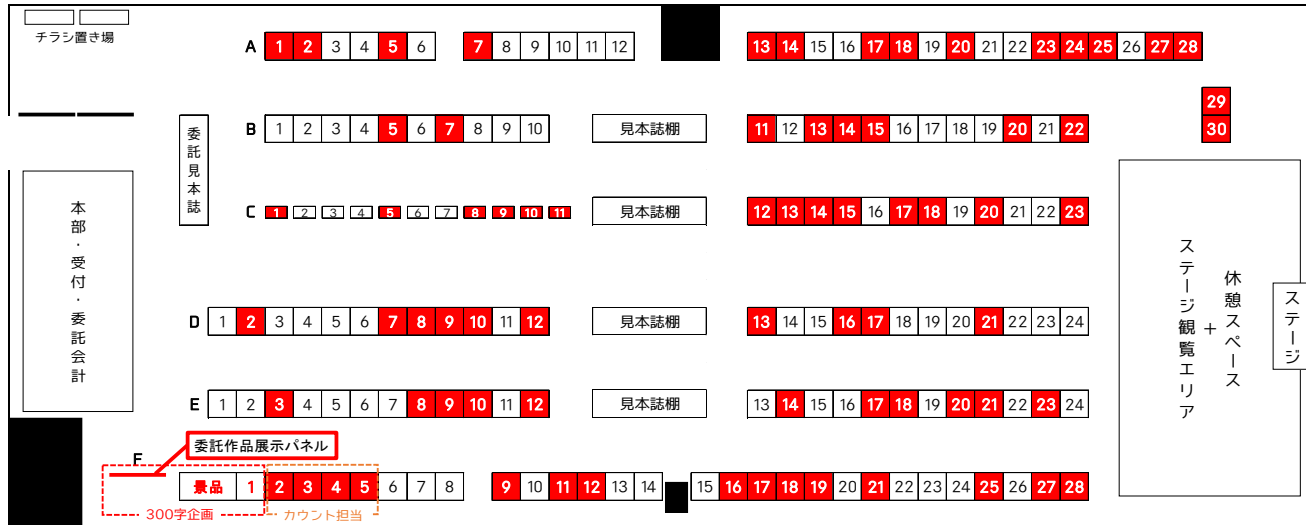 チラシ置き場
A 1 2 3 4 5 6 7 8 9 10 11 12 13 14 15 16 17 18 19 20 21 22 23 24 25 26 27 28
29
30
B 1 2 3 4 5 6 7 8 9 10 見本誌棚 11 12 13 14 15 16 17 18 19 20 21 22
委託見本誌
C 1 2 3 4 5 6 7 8 9 10 11 見本誌棚 12 13 14 15 16 17 18 19 20 21 22 23
本部・受付・委託会計
D 1 2 3 4 5 6 7 8 9 10 11 12 見本誌棚 13 14 15 16 17 18 19 20 21 22 23 24
休憩スペース
+
ステージ観覧エリア
ステージ
E 1 2 3 4 5 6 7 8 9 10 11 12 見本誌棚 13 14 15 16 17 18 19 20 21 22 23 24
委託作品展示パネル
F 景品 1 2 3 4 5 6 7 8 9 10 11 12 13 14 15 16 17 18 19 20 21 22 23 24 25 26 27 28
300字企画
カウント担当